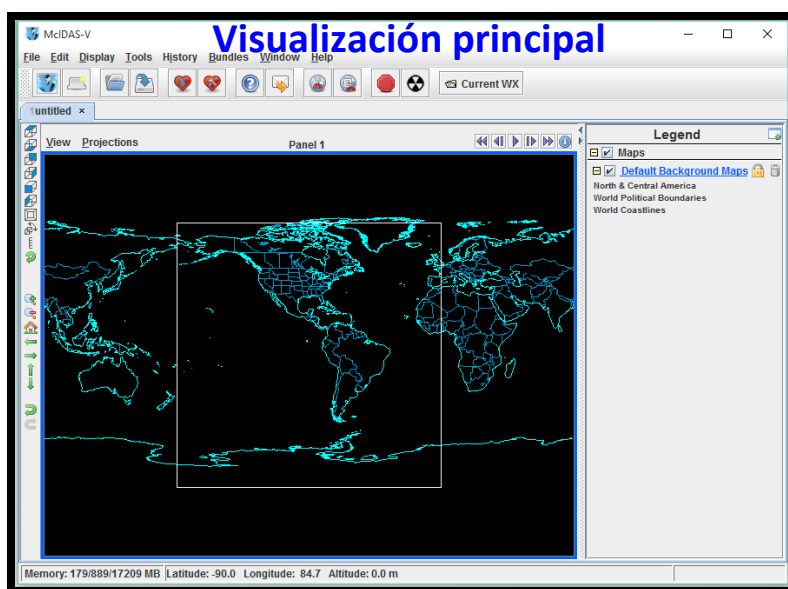 McIDAS-V
Visualización principal
File Edit Display Tools History Bundles Window Help
Current WX
1untitled ×
View Projections
Panel 1
Legend
Maps
Default Background Maps
North & Central America
World Political Boundaries
World Coastlines
Memory: 179/889/17209 MB Latitude: -90.0 Longitude: 84.7 Altitude: 0.0 m